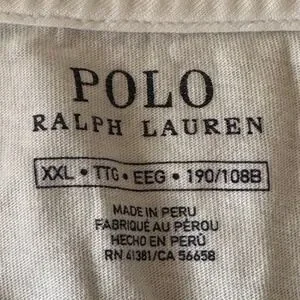 POLO
RALPH LAUREN
XXL • TTG • EEG • 190/108B
MADE IN PERU
FABRIQUÉ AU PÉROU
HECHO EN PERÚ
RN 41381/CA 56658